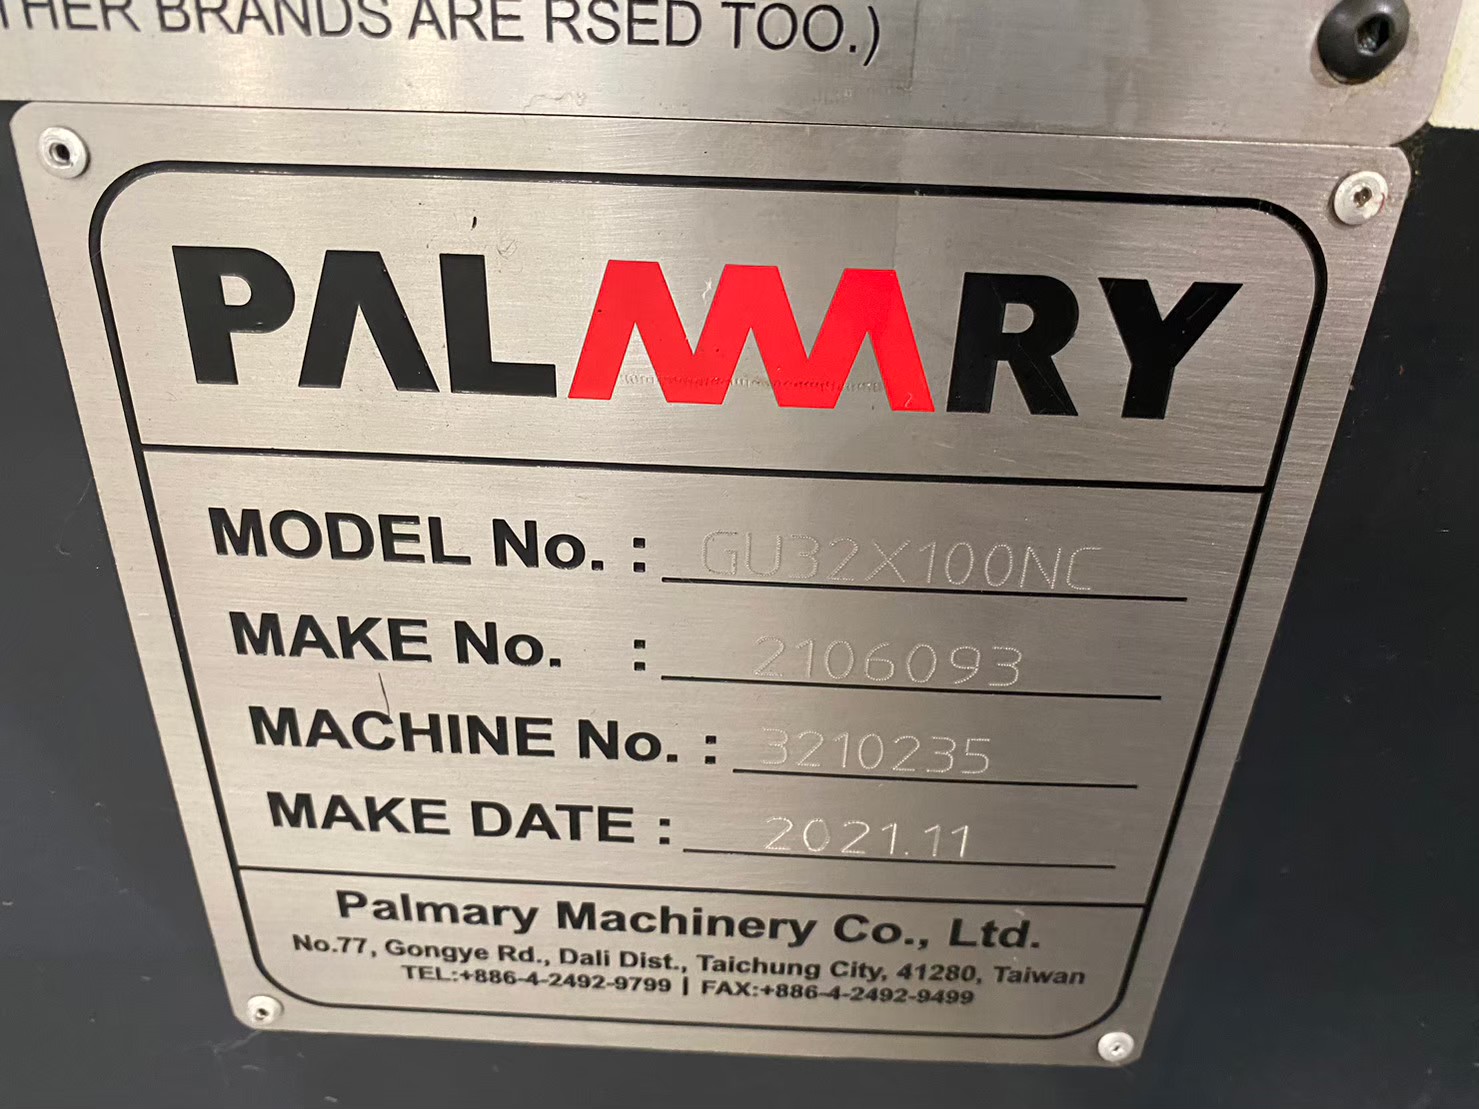 THER BRANDS ARE RSED TOO.)
PALMARY
MODEL No. : GU32X100NC
MAKE No. : 2106093
MACHINE No. : 3210235
MAKE DATE : 2021.11
Palmary Machinery Co., Ltd.
No.77, Gongye Rd., Dali Dist., Taichung City, 41280, Taiwan
TEL:+886-4-2492-9799 | FAX:+886-4-2492-9499